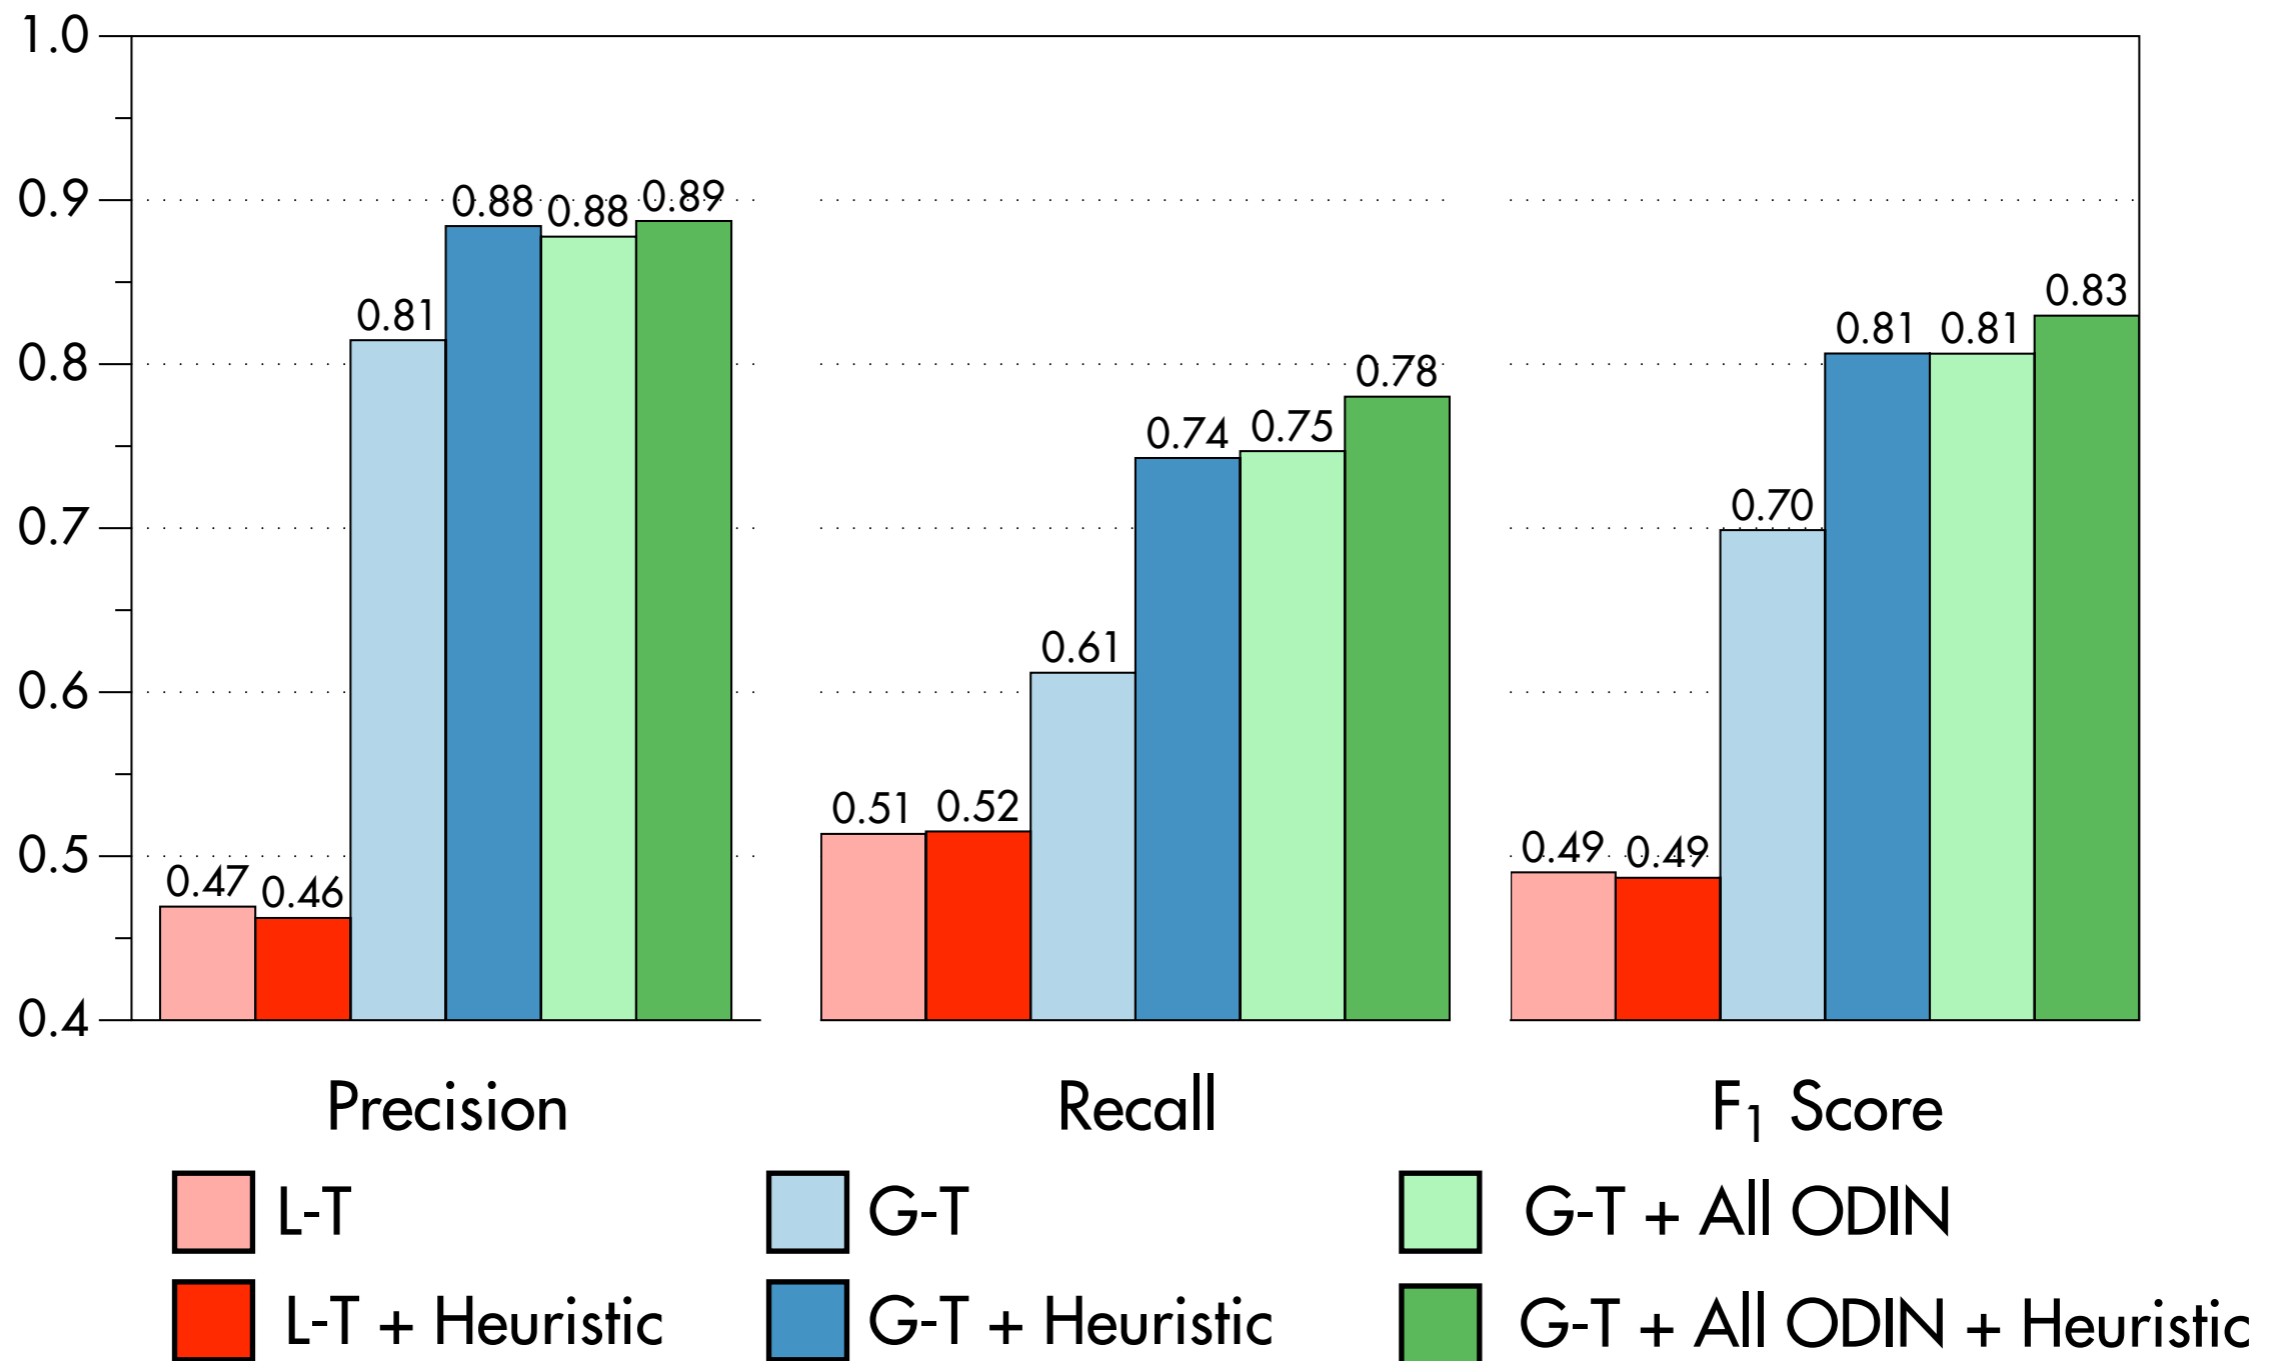 1.0
0.9
0.8
0.7
0.6
0.5
0.4
0.47 0.46 0.81 0.88 0.88 0.89
0.51 0.52 0.61 0.74 0.75 0.78
0.49 0.49 0.70 0.81 0.81 0.83
Precision Recall F₁ Score
L-T G-T G-T + All ODIN
L-T + Heuristic G-T + Heuristic G-T + All ODIN + Heuristic